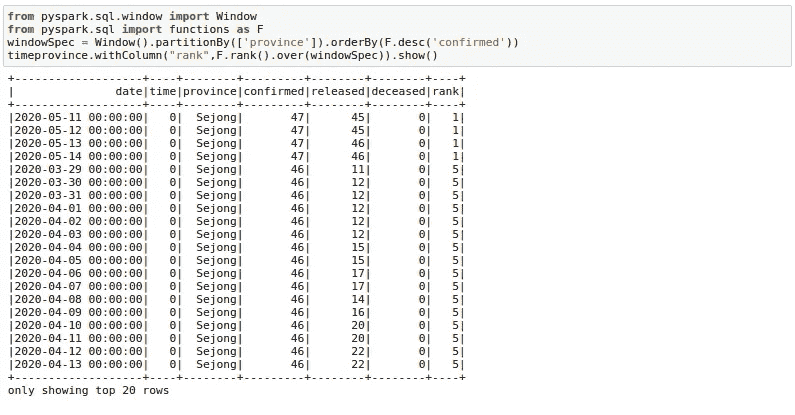 from pyspark.sql.window import Window
from pyspark.sql import functions as F
windowSpec = Window().partitionBy(['province']).orderBy(F.desc('confirmed'))
timeprovince.withColumn("rank",F.rank().over(windowSpec)).show()
+-------------------+----+--------+---------+--------+--------+----+
|               date|time|province|confirmed|released|deceased|rank|
+-------------------+----+--------+---------+--------+--------+----+
|2020-05-11 00:00:00|   0|  Sejong|       47|      45|       0|   1|
|2020-05-12 00:00:00|   0|  Sejong|       47|      45|       0|   1|
|2020-05-13 00:00:00|   0|  Sejong|       47|      46|       0|   1|
|2020-05-14 00:00:00|   0|  Sejong|       47|      46|       0|   1|
|2020-03-29 00:00:00|   0|  Sejong|       46|      11|       0|   5|
|2020-03-30 00:00:00|   0|  Sejong|       46|      12|       0|   5|
|2020-03-31 00:00:00|   0|  Sejong|       46|      12|       0|   5|
|2020-04-01 00:00:00|   0|  Sejong|       46|      12|       0|   5|
|2020-04-02 00:00:00|   0|  Sejong|       46|      12|       0|   5|
|2020-04-03 00:00:00|   0|  Sejong|       46|      12|       0|   5|
|2020-04-04 00:00:00|   0|  Sejong|       46|      15|       0|   5|
|2020-04-05 00:00:00|   0|  Sejong|       46|      15|       0|   5|
|2020-04-06 00:00:00|   0|  Sejong|       46|      17|       0|   5|
|2020-04-07 00:00:00|   0|  Sejong|       46|      17|       0|   5|
|2020-04-08 00:00:00|   0|  Sejong|       46|      14|       0|   5|
|2020-04-09 00:00:00|   0|  Sejong|       46|      16|       0|   5|
|2020-04-10 00:00:00|   0|  Sejong|       46|      20|       0|   5|
|2020-04-11 00:00:00|   0|  Sejong|       46|      20|       0|   5|
|2020-04-12 00:00:00|   0|  Sejong|       46|      22|       0|   5|
|2020-04-13 00:00:00|   0|  Sejong|       46|      22|       0|   5|
+-------------------+----+--------+---------+--------+--------+----+
only showing top 20 rows